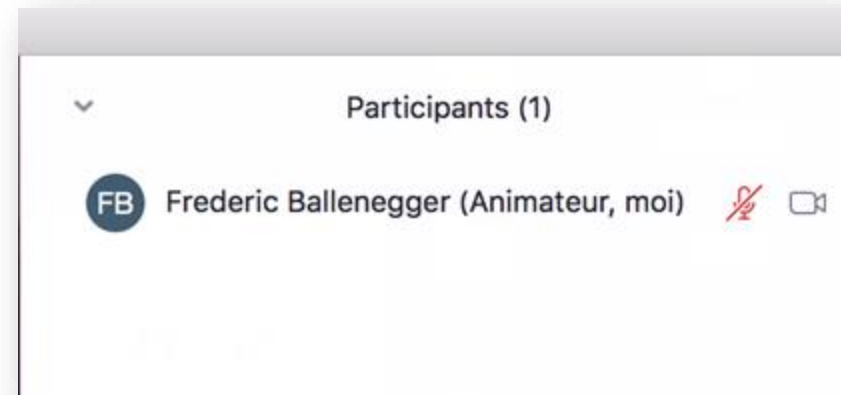 Participants (1)
FB Frederic Ballenegger (Animateur, moi)